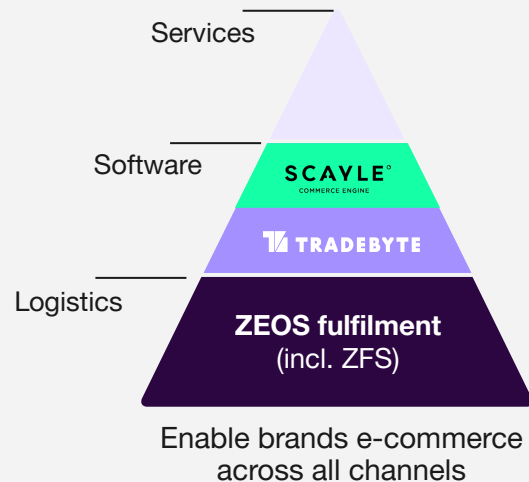 Services
Software
SCAYLE
COMMERCE ENGINE
TRADEBYTE
Logistics
ZEOS fulfilment
(incl. ZFS)
Enable brands e-commerce
across all channels